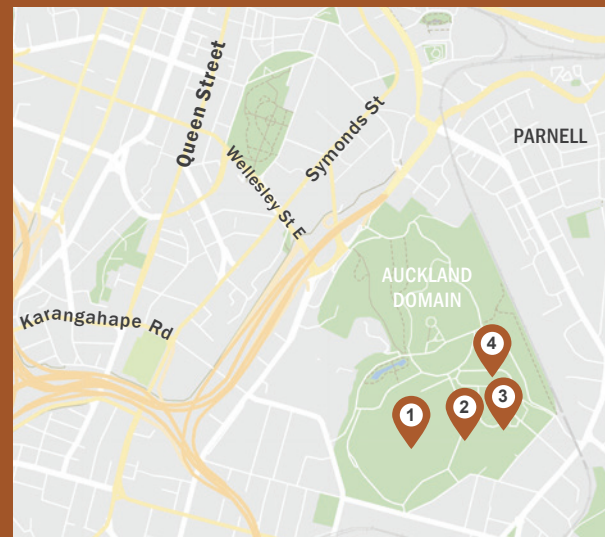 Queen Street
Symonds St
Wellesley St E
PARNELL
AUCKLAND
DOMAIN
Karangahape Rd
4
3
2
1